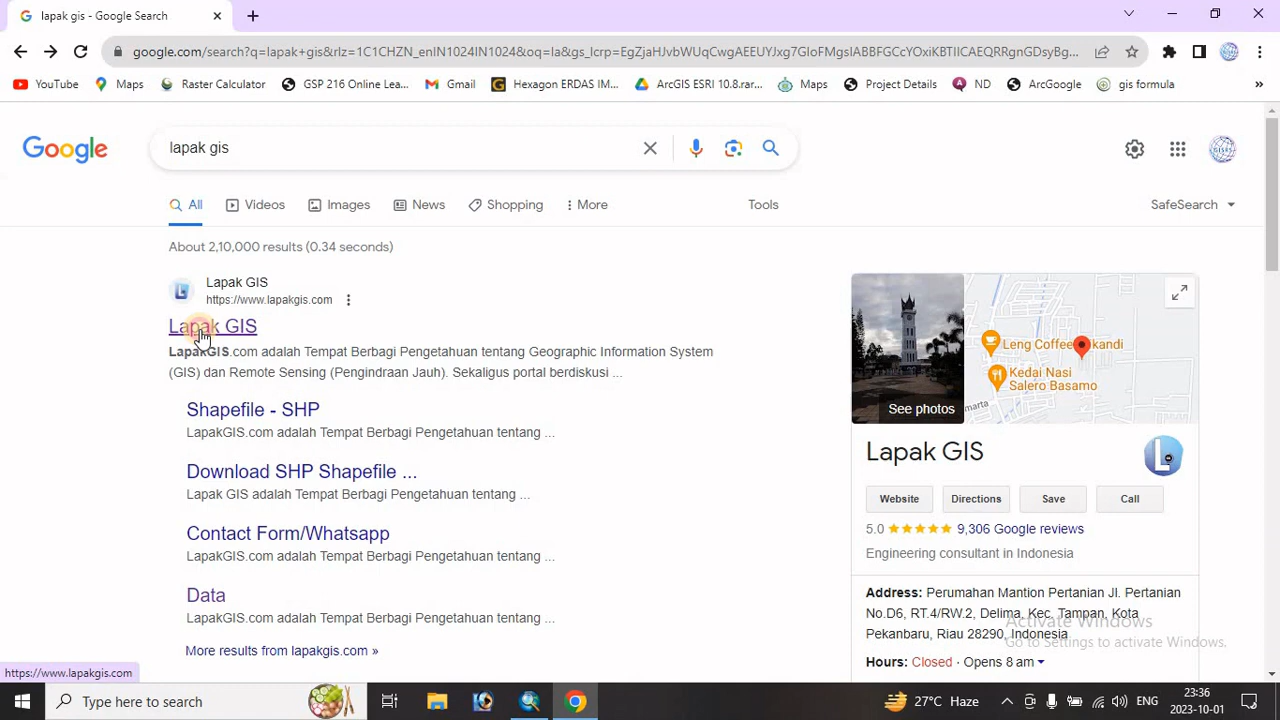 lapak gis - Google Search
google.com/search?q=lapak+gis&rlz=1C1CHZN_enIN1024IN1024&oq=la&gs_lcrp=EgZjaHJvbWUqCwgAEEUYJxg7GIoFMgsIABBFGCcYOxiKBTIICAEQRRgnGDsyBg...
YouTube Maps Raster Calculator GSP 216 Online Lea... Gmail Hexagon ERDAS IM... ArcGIS ESRI 10.8.rar... Maps Project Details ND ArcGoogle gis formula »
Google lapak gis
All Videos Images News Shopping More Tools SafeSearch
About 2,10,000 results (0.34 seconds)
Lapak GIS
https://www.lapakgis.com
Lapak GIS
LapakGIS.com adalah Tempat Berbagi Pengetahuan tentang Geographic Information System
(GIS) dan Remote Sensing (Pengindraan Jauh). Sekaligus portal berdiskusi ...
Shapefile - SHP
LapakGIS.com adalah Tempat Berbagi Pengetahuan tentang ...
Download SHP Shapefile ...
Lapak GIS adalah Tempat Berbagi Pengetahuan tentang ...
Contact Form/Whatsapp
LapakGIS.com adalah Tempat Berbagi Pengetahuan tentang ...
Data
LapakGIS.com adalah Tempat Berbagi Pengetahuan tentang ...
More results from lapakgis.com »
See photos
Leng Coffee kandi
Kedai Nasi
Salero Basamo
marta
Lapak GIS
Website Directions Save Call
5.0 9,306 Google reviews
Engineering consultant in Indonesia
Address: Perumahan Mantion Pertanian Jl. Pertanian
No.D6, RT.4/RW.2, Delima, Kec. Tampan, Kota
Pekanbaru, Riau 28290, Indonesia
Hours: Closed · Opens 8 am
Activate Windows
Go to Settings to activate Windows.
https://www.lapakgis.com
Type here to search
27°C Haze
ENG
23:36
2023-10-01